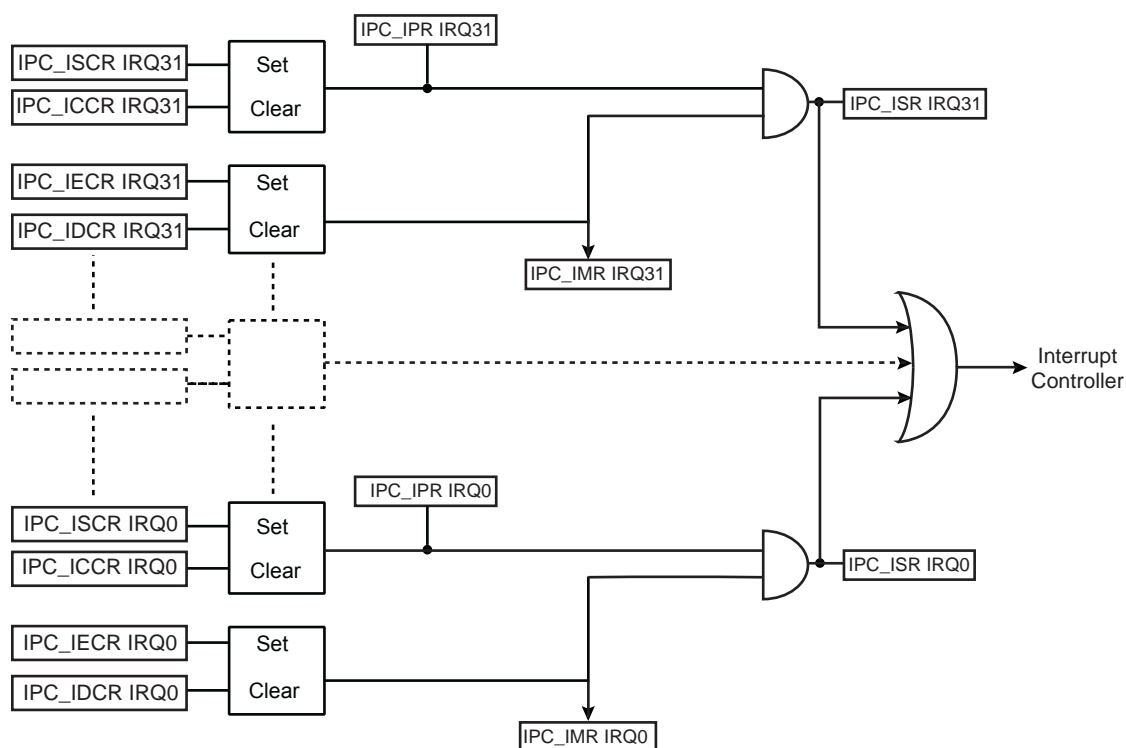 IPC_IPR IRQ31
IPC_ISCR IRQ31
Set
IPC_ICCR IRQ31
Clear
IPC_ISR IRQ31
IPC_IECR IRQ31
Set
IPC_IDCR IRQ31
Clear
IPC_IMR IRQ31
Interrupt
Controller
IPC_IPR IRQ0
IPC_ISCR IRQ0
Set
IPC_ICCR IRQ0
Clear
IPC_ISR IRQ0
IPC_IECR IRQ0
Set
IPC_IDCR IRQ0
Clear
IPC_IMR IRQ0